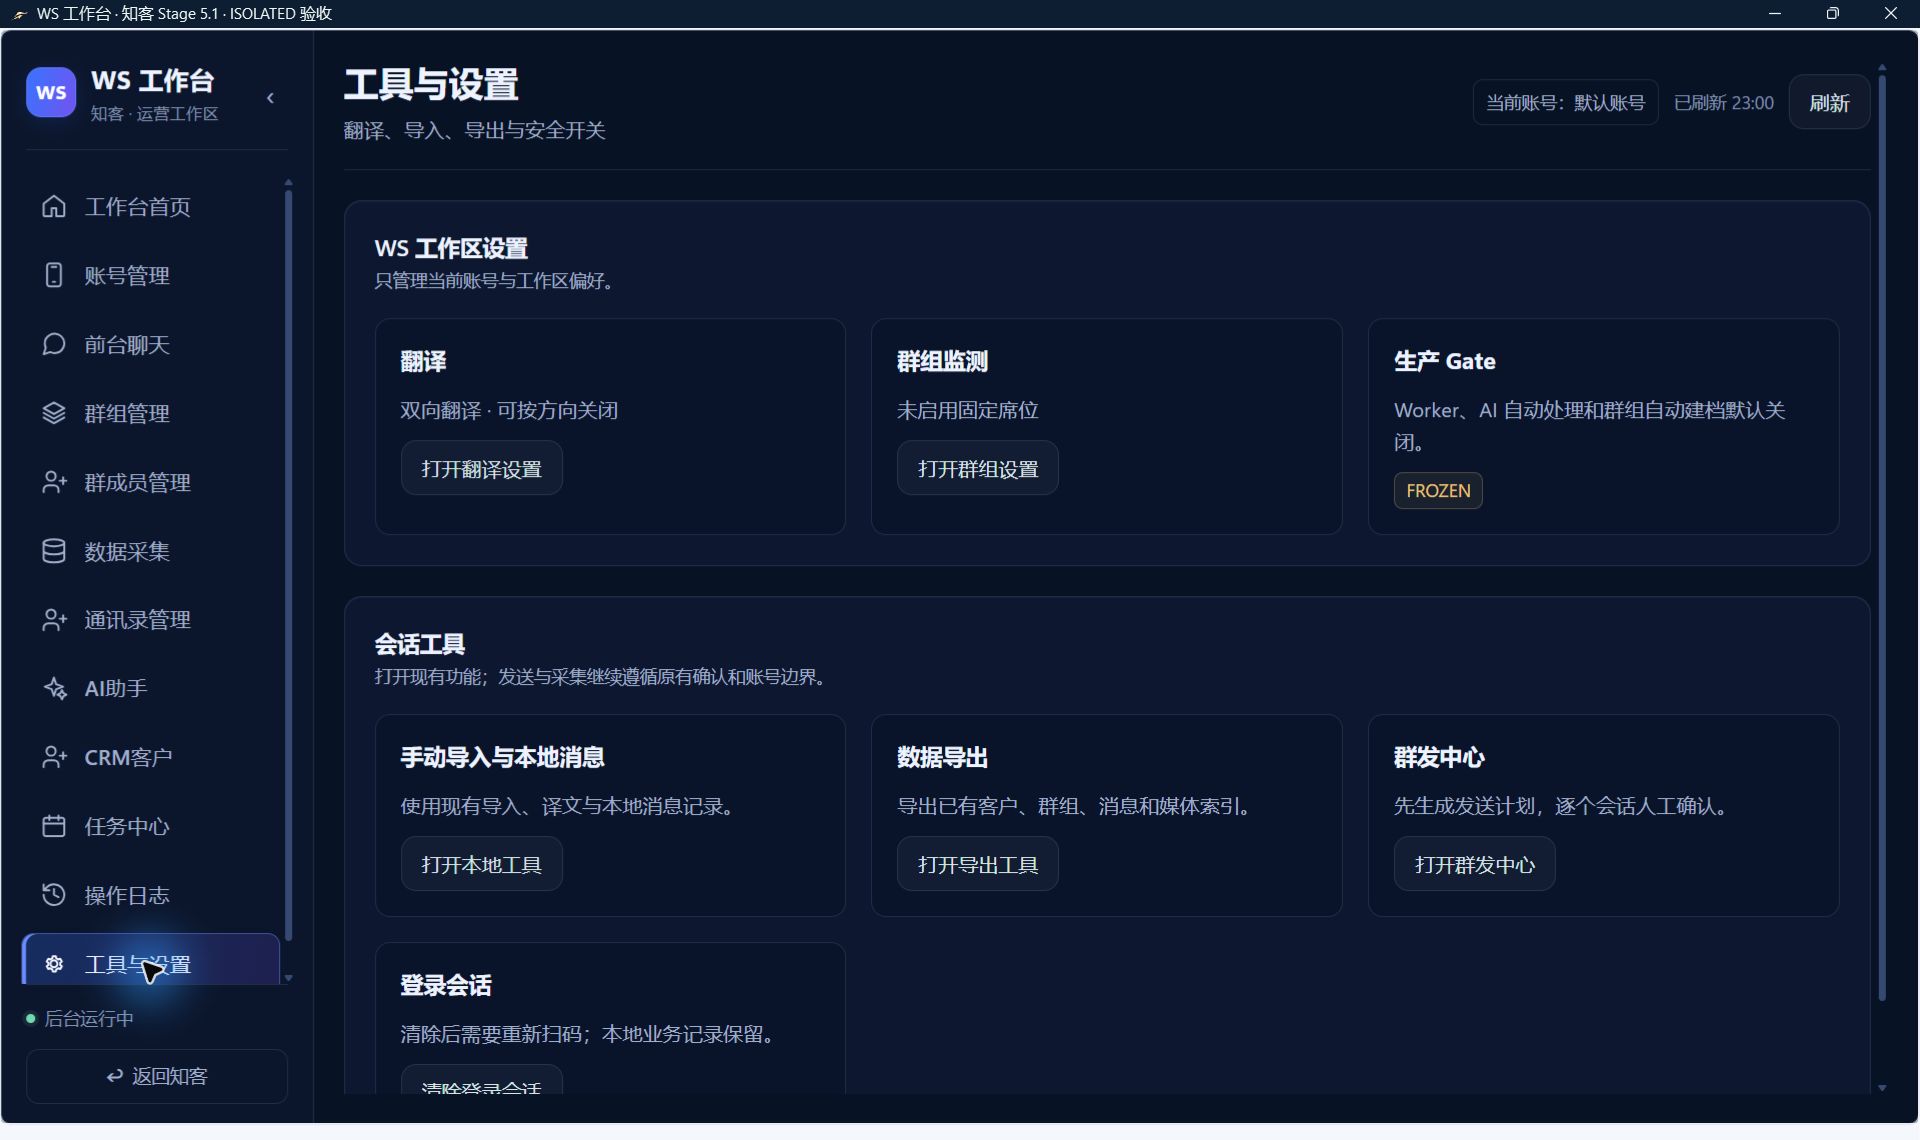 WS 工作台 · 知客 Stage 5.1 · ISOLATED 验收
WS
WS 工作台
知客 · 运营工作区
工作台首页
账号管理
前台聊天
群组管理
群成员管理
数据采集
通讯录管理
AI助手
CRM客户
任务中心
操作日志
工具与设置
后台运行中
返回知客
工具与设置
翻译、导入、导出与安全开关
当前账号：默认账号
已刷新 23:00
刷新
WS 工作区设置
只管理当前账号与工作区偏好。
翻译
双向翻译 · 可按方向关闭
打开翻译设置
群组监测
未启用固定席位
打开群组设置
生产 Gate
Worker、AI 自动处理和群组自动建档默认关
闭。
FROZEN
会话工具
打开现有功能；发送与采集继续遵循原有确认和账号边界。
手动导入与本地消息
使用现有导入、译文与本地消息记录。
打开本地工具
数据导出
导出已有客户、群组、消息和媒体索引。
打开导出工具
群发中心
先生成发送计划，逐个会话人工确认。
打开群发中心
登录会话
清除后需要重新扫码；本地业务记录保留。
清除登录会话